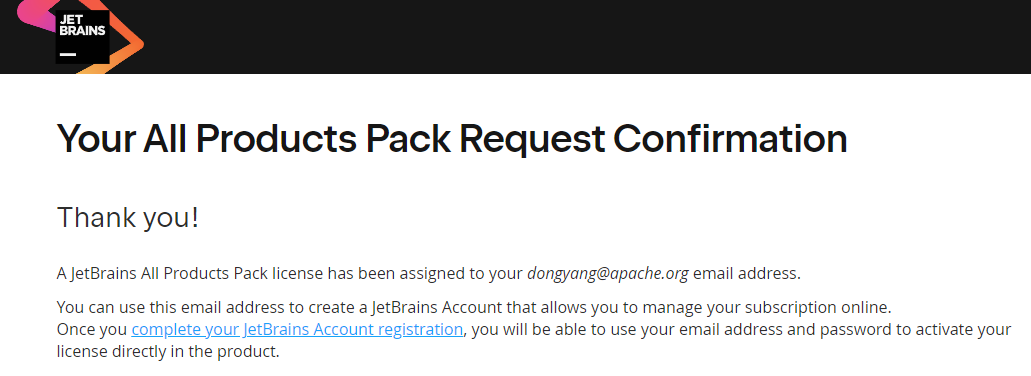 JET
BRAINS
Your All Products Pack Request Confirmation
Thank you!
A JetBrains All Products Pack license has been assigned to your dongyang@apache.org email address.
You can use this email address to create a JetBrains Account that allows you to manage your subscription online.
Once you complete your JetBrains Account registration, you will be able to use your email address and password to activate your
license directly in the product.